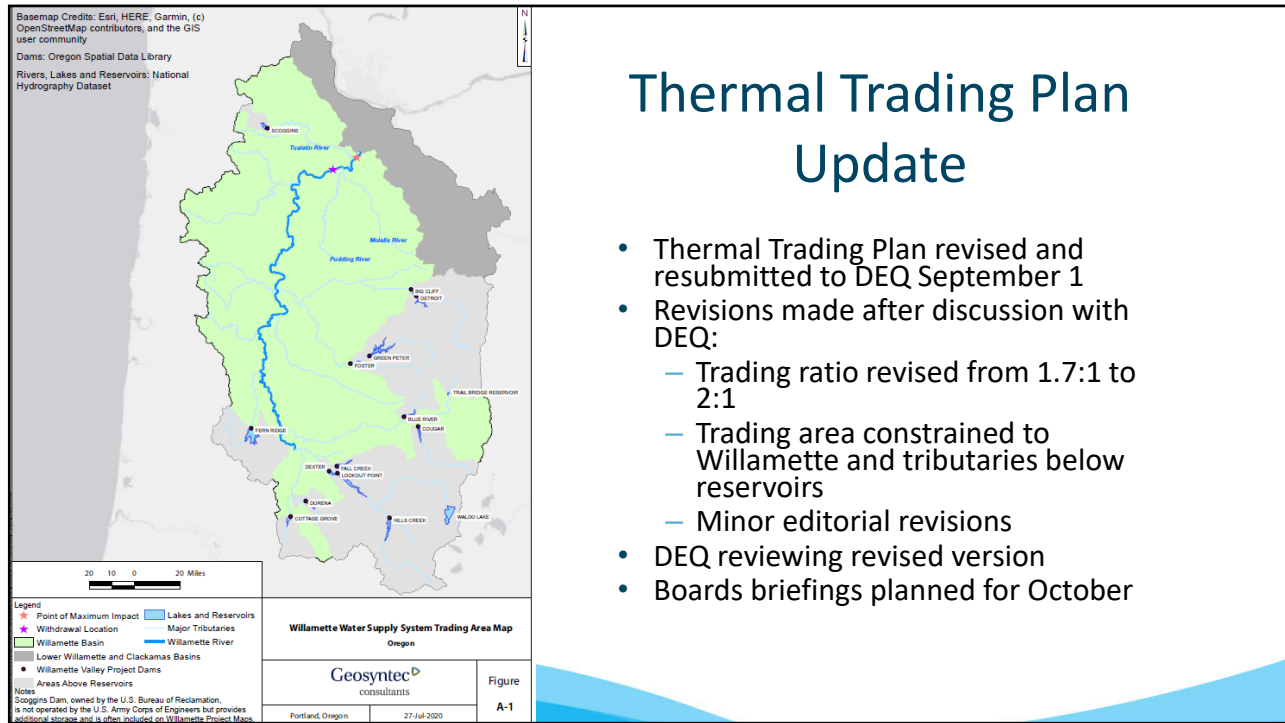 Basemap Credits: Esri, HERE, Garmin, (c)
OpenStreetMap contributors, and the GIS
user community
Dams: Oregon Spatial Data Library
Rivers, Lakes and Reservoirs: National
Hydrography Dataset
N
SCOGGINS
Tualatin River
Molalla River
Pudding River
BIG CLIFF
DETROIT
GREEN PETER
FOSTER
TRAIL BRIDGE RESERVOIR
BLUE RIVER
COUGAR
FERN RIDGE
DEXTER
FALL CREEK
LOOKOUT POINT
DORENA
COTTAGE GROVE
HILLS CREEK
WALDO LAKE
20 10 0 20 Miles
Legend
Point of Maximum Impact
Lakes and Reservoirs
Withdrawal Location
Major Tributaries
Willamette Basin
Willamette River
Lower Willamette and Clackamas Basins
Willamette Valley Project Dams
Areas Above Reservoirs
Notes
Scoggins Dam, owned by the U.S. Bureau of Reclamation,
is not operated by the U.S. Army Corps of Engineers but provides
additional storage and is often included on Willamette Project Maps.
Willamette Water Supply System Trading Area Map
Oregon
Geosyntec
consultants
Figure
A-1
Portland, Oregon
27-Jul-2020
Thermal Trading Plan
Update
• Thermal Trading Plan revised and
resubmitted to DEQ September 1
• Revisions made after discussion with
DEQ:
– Trading ratio revised from 1.7:1 to
2:1
– Trading area constrained to
Willamette and tributaries below
reservoirs
– Minor editorial revisions
• DEQ reviewing revised version
• Boards briefings planned for October